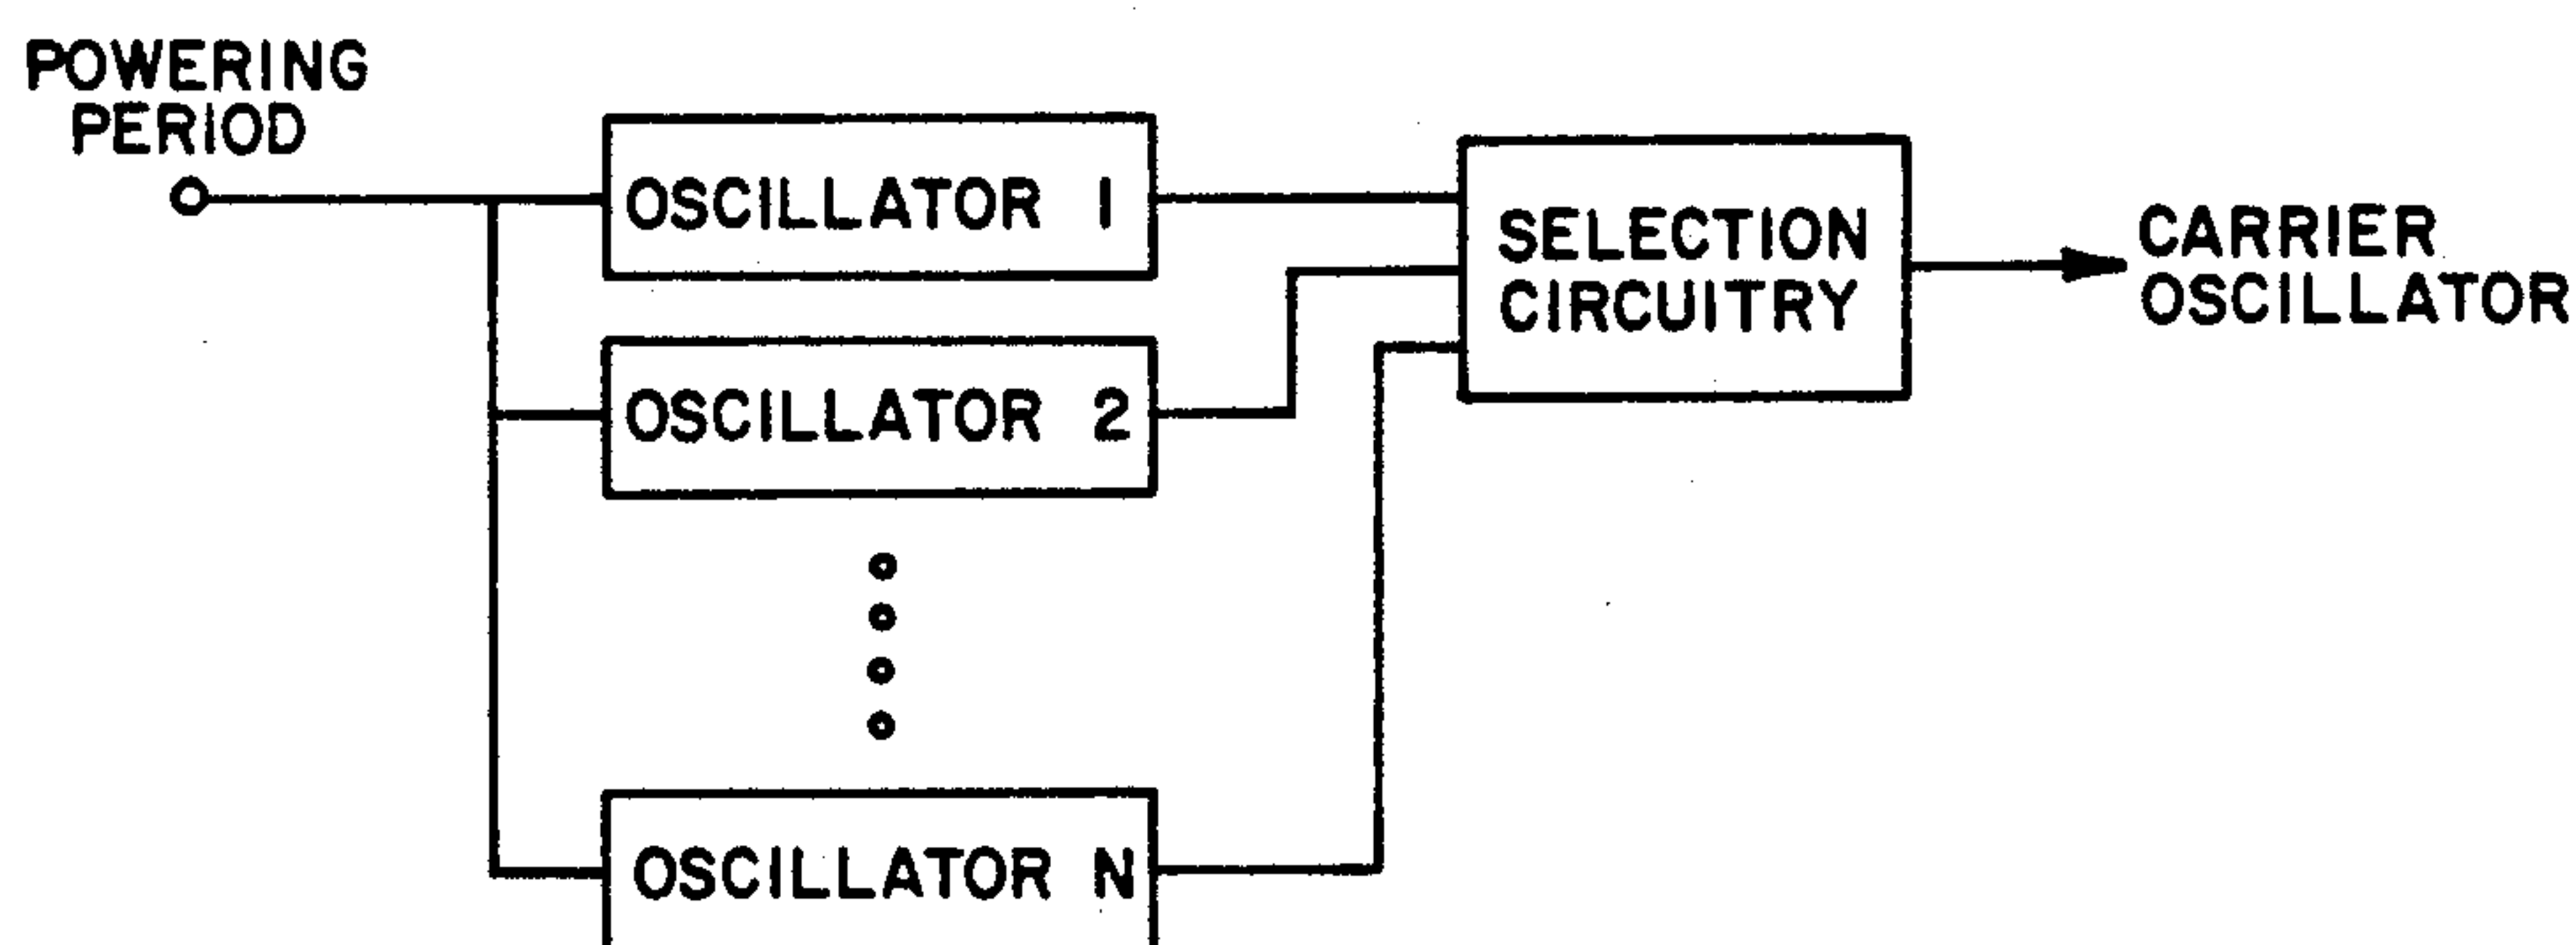 POWERING
PERIOD
OSCILLATOR 1
SELECTION
CIRCUITRY
CARRIER
OSCILLATOR
OSCILLATOR 2
OSCILLATOR N